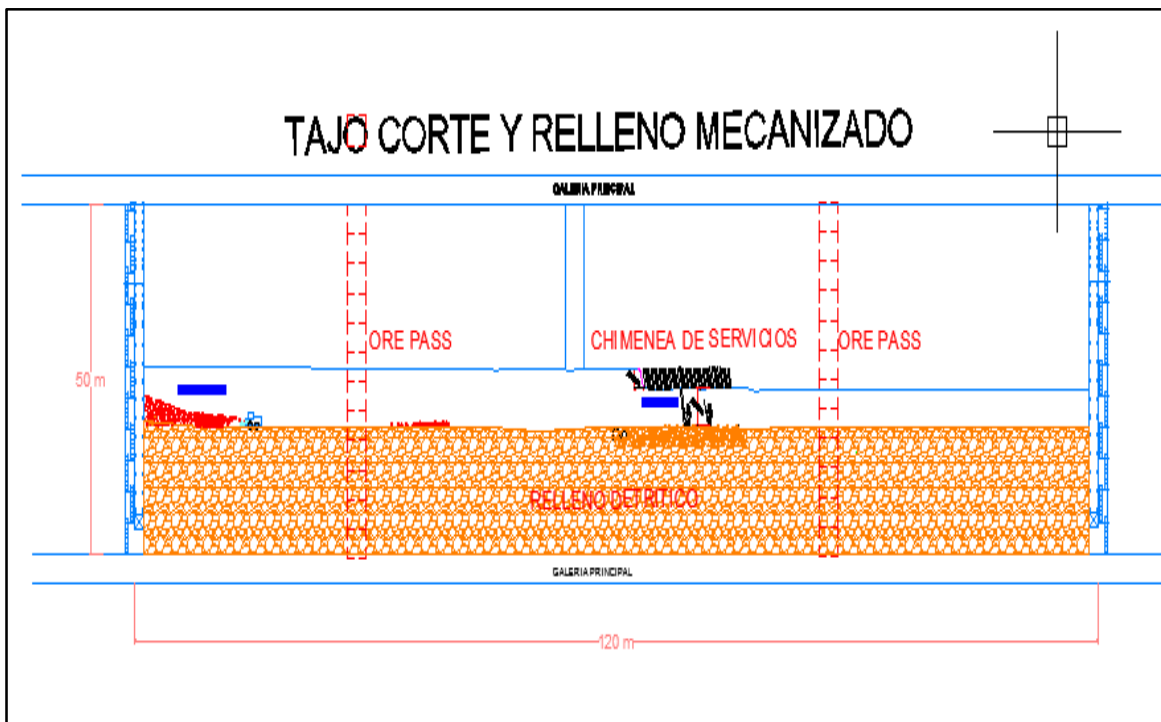 TAJO CORTE Y RELLENO MECANIZADO
GALERIA PRINCIPAL
ORE PASS
CHIMENEA DE SERVICIOS
ORE PASS
50 m
RELLENO DETRITICO
GALERIA PRINCIPAL
120 m